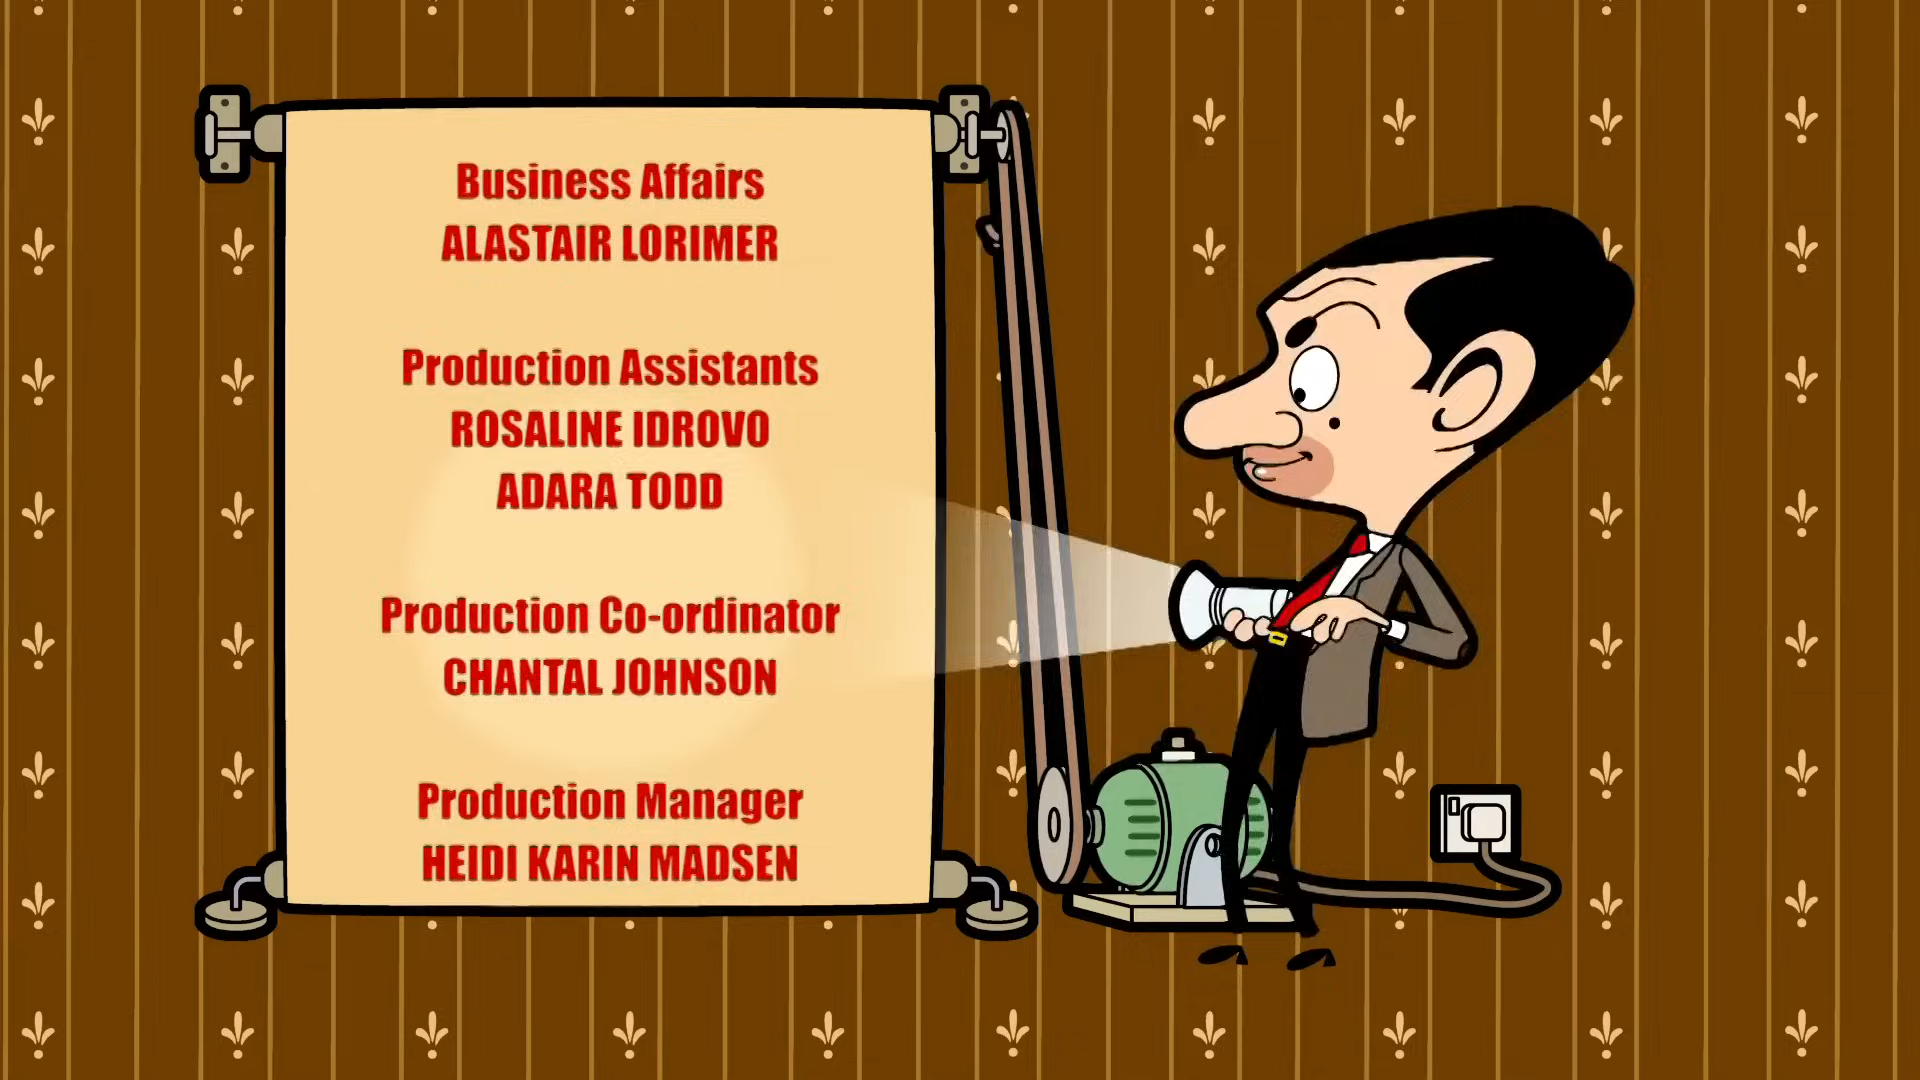 Business Affairs
ALASTAIR LORIMER
Production Assistants
ROSALINE IDROVO
ADARA TODD
Production Co-ordinator
CHANTAL JOHNSON
Production Manager
HEIDI KARIN MADSEN